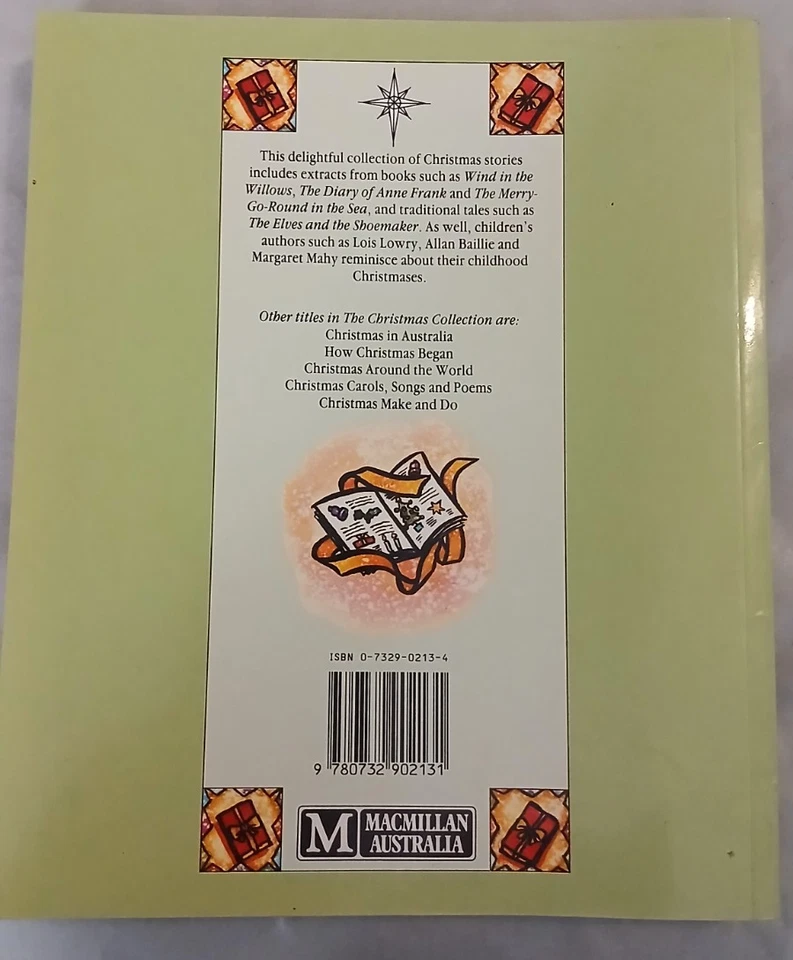 This delightful collection of Christmas stories
includes extracts from books such as Wind in the
Willows, The Diary of Anne Frank and The Merry-
Go-Round in the Sea, and traditional tales such as
The Elves and the Shoemaker. As well, children's
authors such as Lois Lowry, Allan Baillie and
Margaret Mahy reminisce about their childhood
Christmases.
Other titles in The Christmas Collection are:
Christmas in Australia
How Christmas Began
Christmas Around the World
Christmas Carols, Songs and Poems
Christmas Make and Do
ISBN 0-7329-0213-4
9 780732 902131
M MACMILLAN
AUSTRALIA